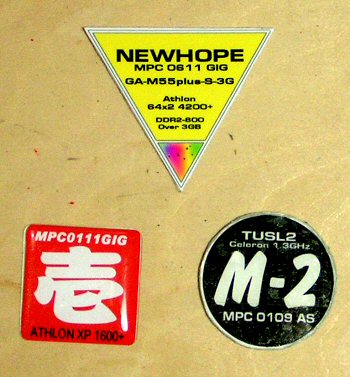 NEWHOPE
MPC 0611 GIG
GA-M55plus-S-3G
Athlon
64x2 4200+
DDR2-800
Over 3GB
MPC0111GIG
壱
ATHLON XP 1600+
TUSL2
Celeron 1.3GHz.
M-2
MPC 0109 AS